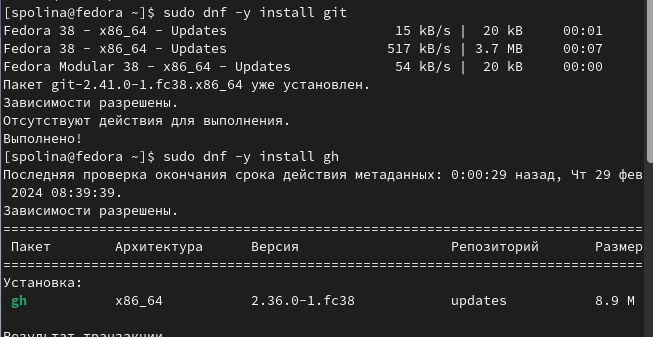 [spolina@fedora ~]$ sudo dnf -y install git
Fedora 38 - x86_64 - Updates 15 kB/s | 20 kB 00:01
Fedora 38 - x86_64 - Updates 517 kB/s | 3.7 MB 00:07
Fedora Modular 38 - x86_64 - Updates 54 kB/s | 20 kB 00:00
Пакет git-2.41.0-1.fc38.x86_64 уже установлен.
Зависимости разрешены.
Отсутствуют действия для выполнения.
Выполнено!
[spolina@fedora ~]$ sudo dnf -y install gh
Последняя проверка окончания срока действия метаданных: 0:00:29 назад, Чт 29 фев
2024 08:39:39.
Зависимости разрешены.
================================================================================
Пакет Архитектура Версия Репозиторий Размер
================================================================================
Установка:
gh x86_64 2.36.0-1.fc38 updates 8.9 M
Результат транзакции